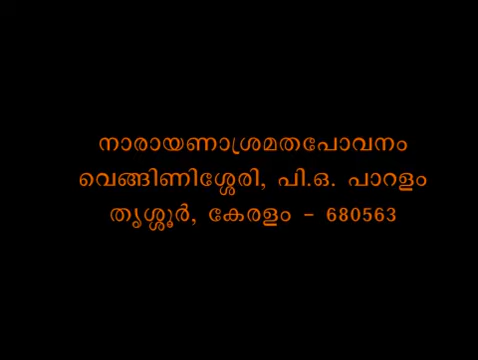 നാരായണാശ്രമതപോവനം
വെങ്ങിണിശ്ശേരി, പി.ഒ. പാറളം
തൃശ്ശൂർ, കേരളം - 680563